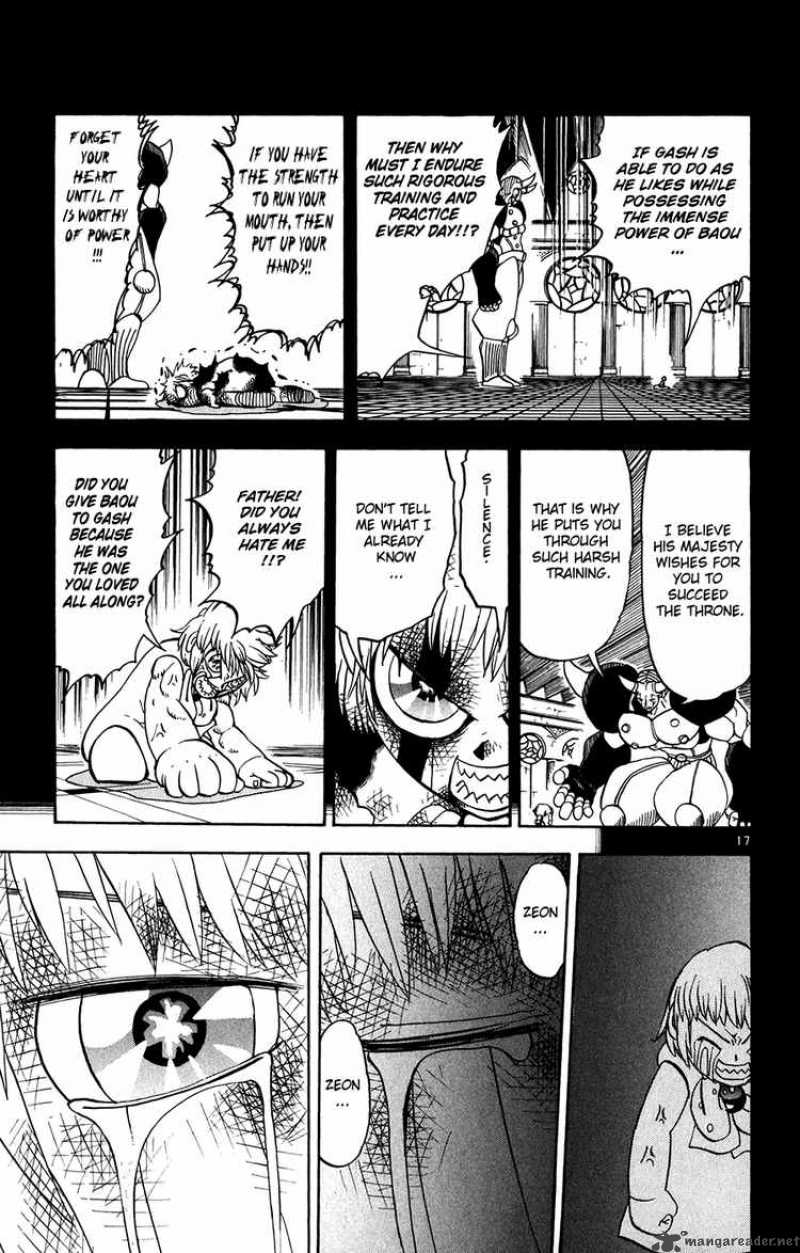 IF GASH IS
ABLE TO DO AS
HE LIKES WHILE
POSSESSING
THE IMMENSE
POWER OF BAOU
...
THEN WHY
MUST I ENDURE
SUCH RIGOROUS
TRAINING AND
PRACTICE
EVERY DAY!!?
IF YOU HAVE
THE STRENGTH
TO RUN YOUR
MOUTH, THEN
PUT UP YOUR
HANDS!!
FORGET
YOUR
HEART
UNTIL IT
IS WORTHY
OF POWER
!!!
I BELIEVE
HIS MAJESTY
WISHES FOR
YOU TO
SUCCEED
THE THRONE.
THAT IS WHY
HE PUTS YOU
THROUGH
SUCH HARSH
TRAINING.
SILENCE.
DON'T TELL
ME WHAT I
ALREADY
KNOW
...
FATHER!
DID YOU
ALWAYS
HATE ME
!!?
DID YOU
GIVE BAOU
TO GASH
BECAUSE
HE WAS
THE ONE
YOU LOVED
ALL ALONG?
17
ZEON
...
ZEON
...
mangareader.net